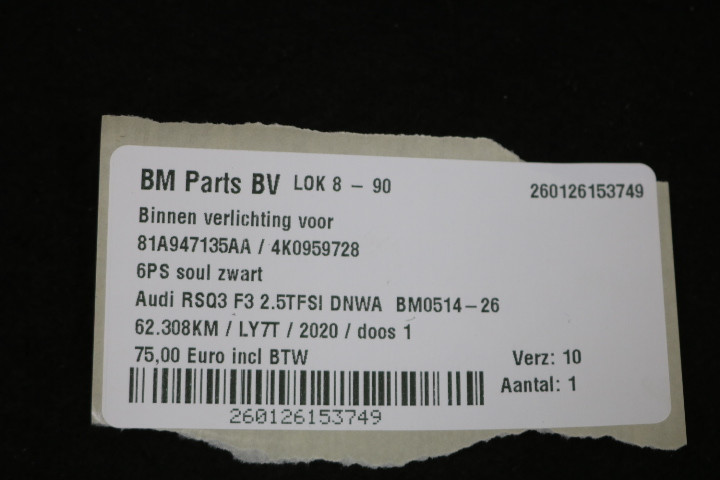 BM Parts BV LOK 8 - 90 260126153749
Binnen verlichting voor
81A947135AA / 4K0959728
6PS soul zwart
Audi RSQ3 F3 2.5TFSI DNWA BM0514-26
62.308KM / LY7T / 2020 / doos 1
75,00 Euro incl BTW Verz: 10
Aantal: 1
260126153749